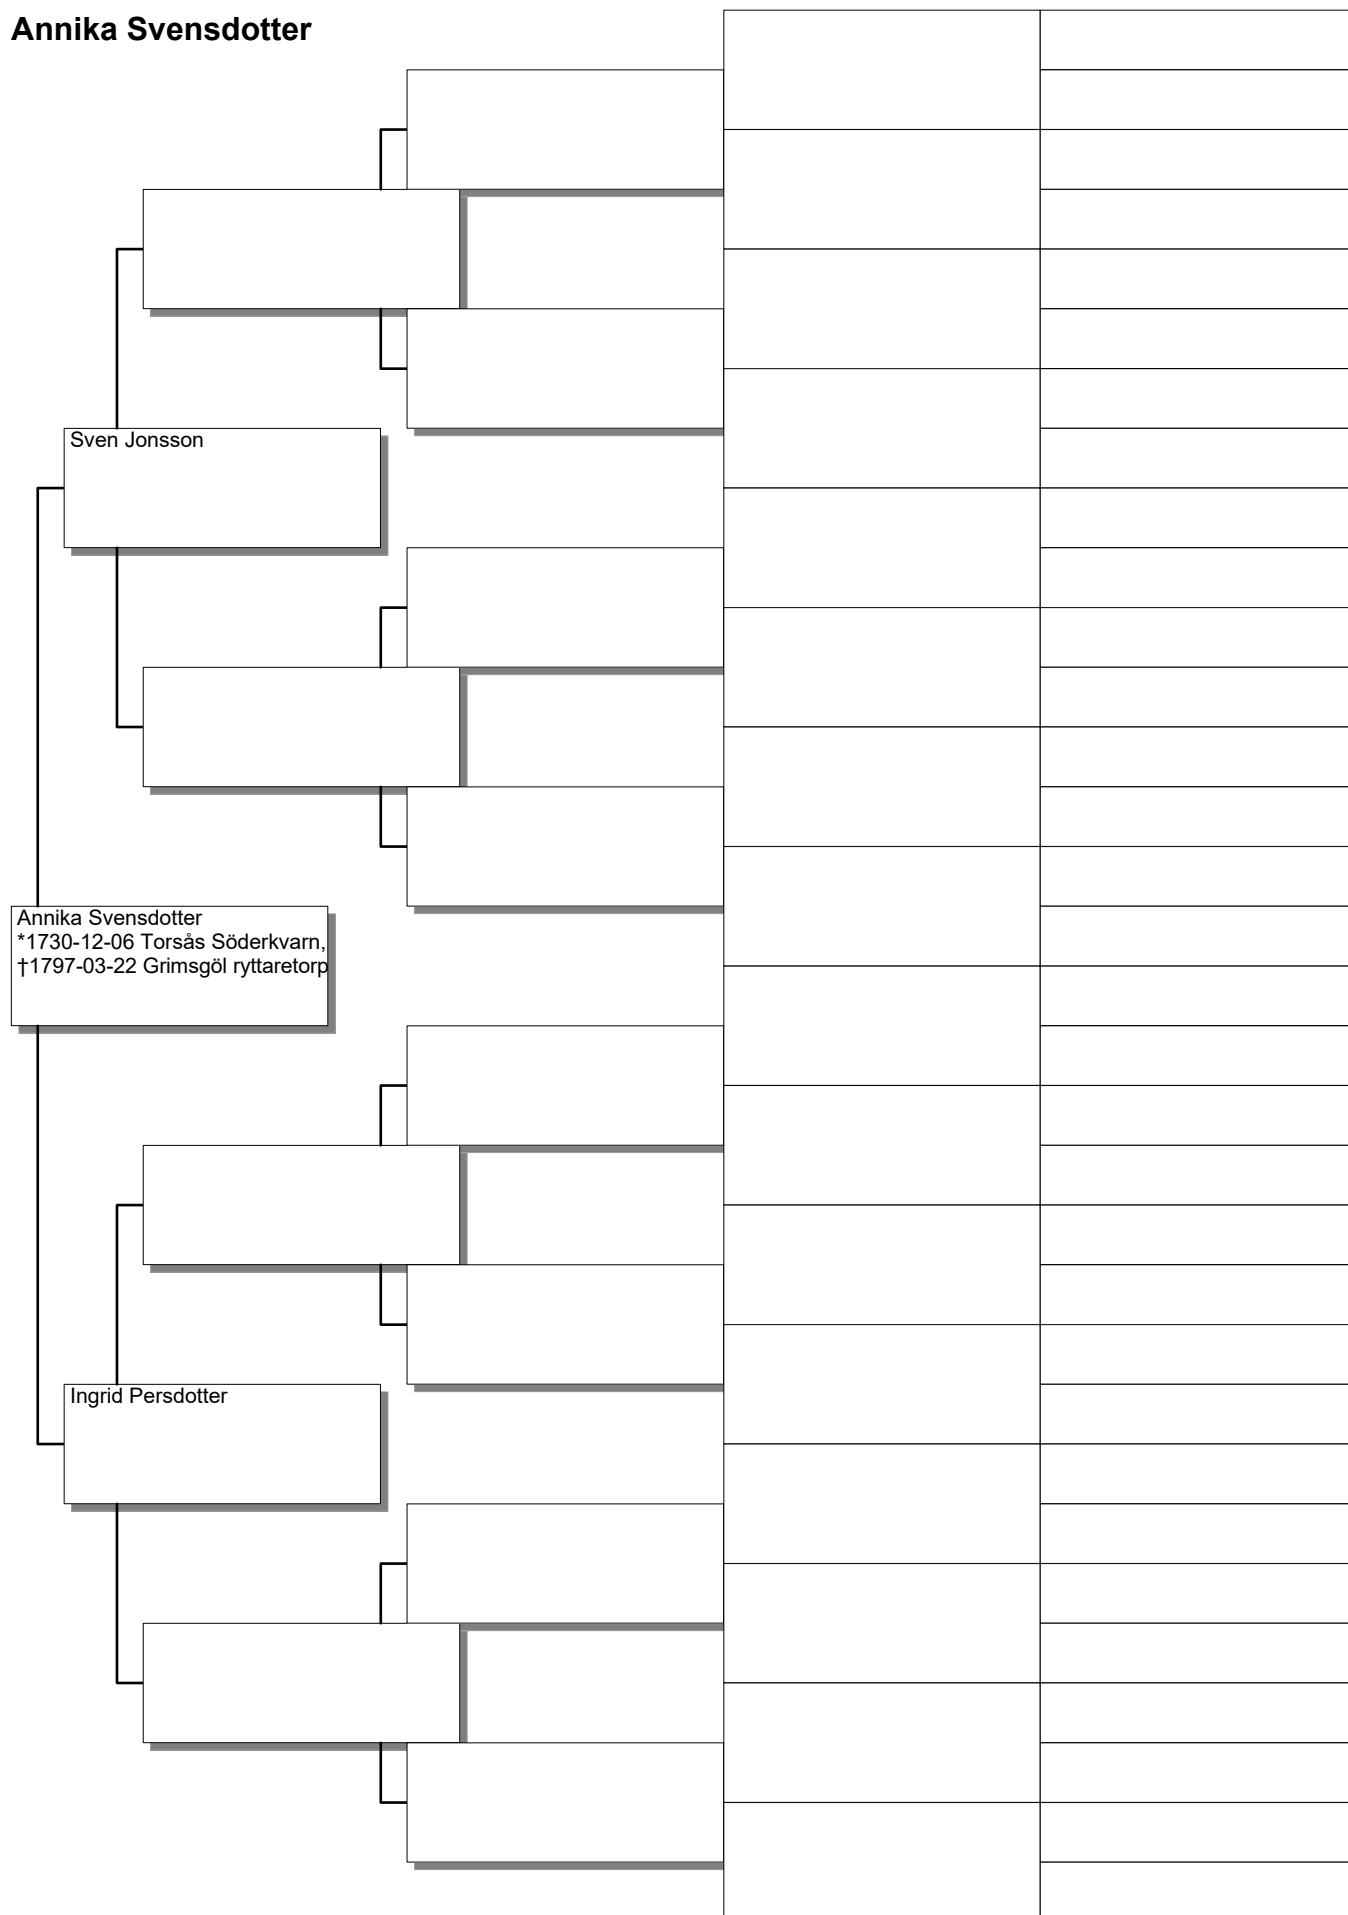 Annika Svensdotter
Sven Jonsson
Annika Svensdotter
*1730-12-06 Torsås Söderkvarn,
†1797-03-22 Grimsgöl ryttaretorp
Ingrid Persdotter